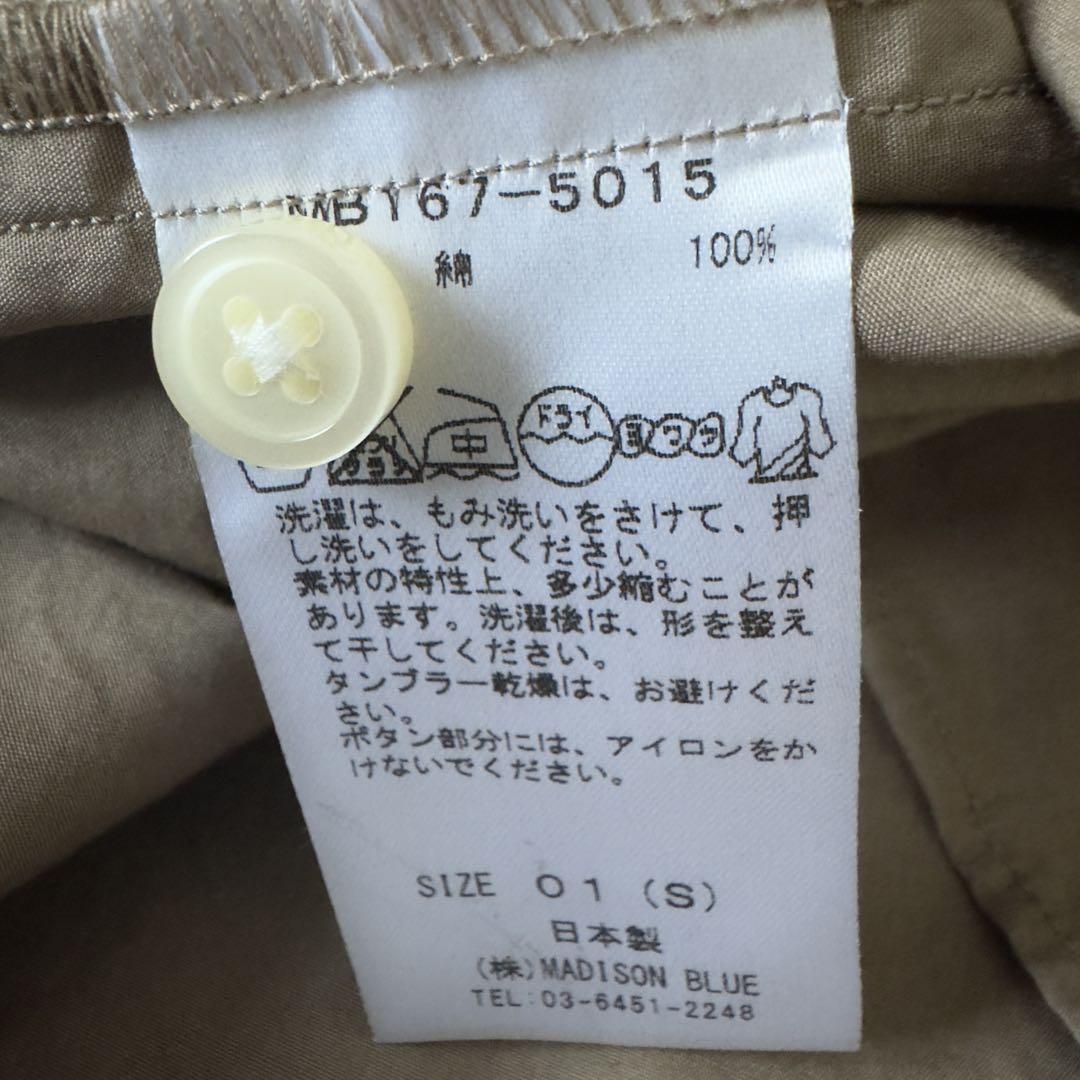 MB167-5015
綿 100%
中 ドライ ヨワク
洗濯は、もみ洗いをさけて、押
し洗いをしてください。
素材の特性上、多少縮むことが
あります。洗濯後は、形を整え
て干してください。
タンブラー乾燥は、お避けくだ
さい。
ボタン部分には、アイロンをか
けないでください。
SIZE 01 (S)
日本製
(株)MADISON BLUE
TEL:03-6451-2248